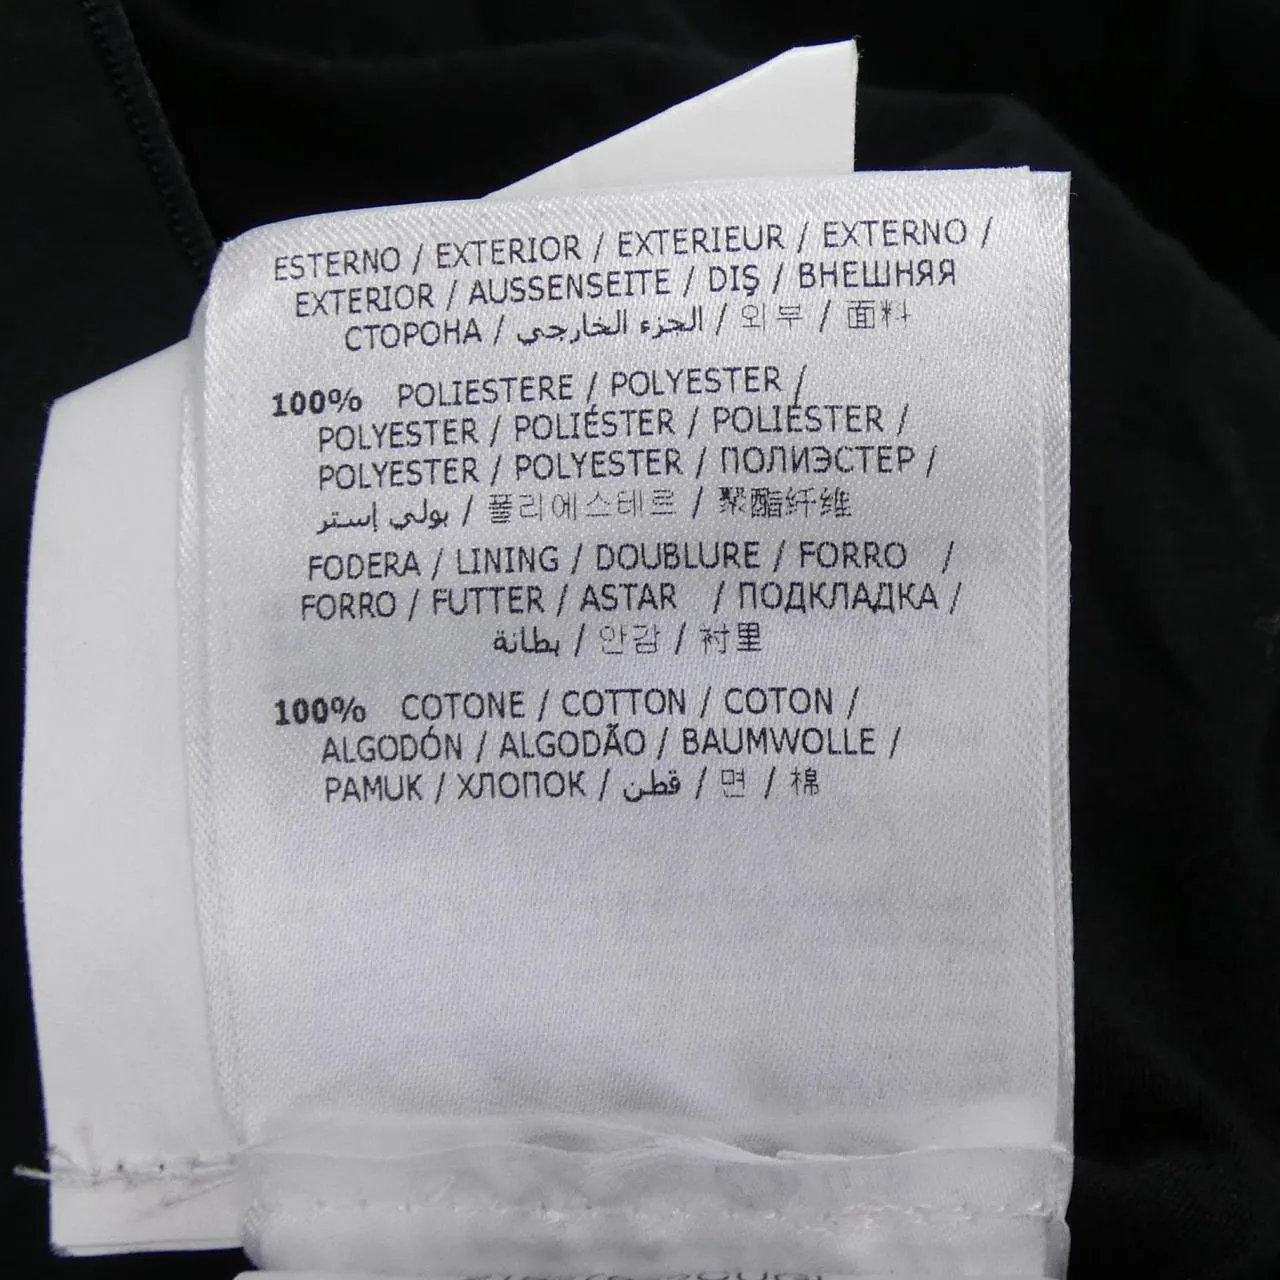 ESTERNO / EXTERIOR / EXTERIEUR / EXTERNO /
EXTERIOR / AUSSENSEITE / DIŞ / ВНЕШНЯЯ
СТОРОНА / الجزء الخارجي / 외부 / 面料
100% POLIESTERE / POLYESTER /
POLYESTER / POLIÉSTER / POLIÉSTER /
POLYESTER / POLYESTER / ПОЛИЭСТЕР /
بولي إستر / 폴리에스테르 / 聚酯纤维
FODERA / LINING / DOUBLURE / FORRO /
FORRO / FUTTER / ASTAR / ПОДКЛАДКА /
بطانة / 안감 / 衬里
100% COTONE / COTTON / COTON /
ALGODÓN / ALGODÃO / BAUMWOLLE /
PAMUK / ХЛОПОК / قطن / 면 / 棉